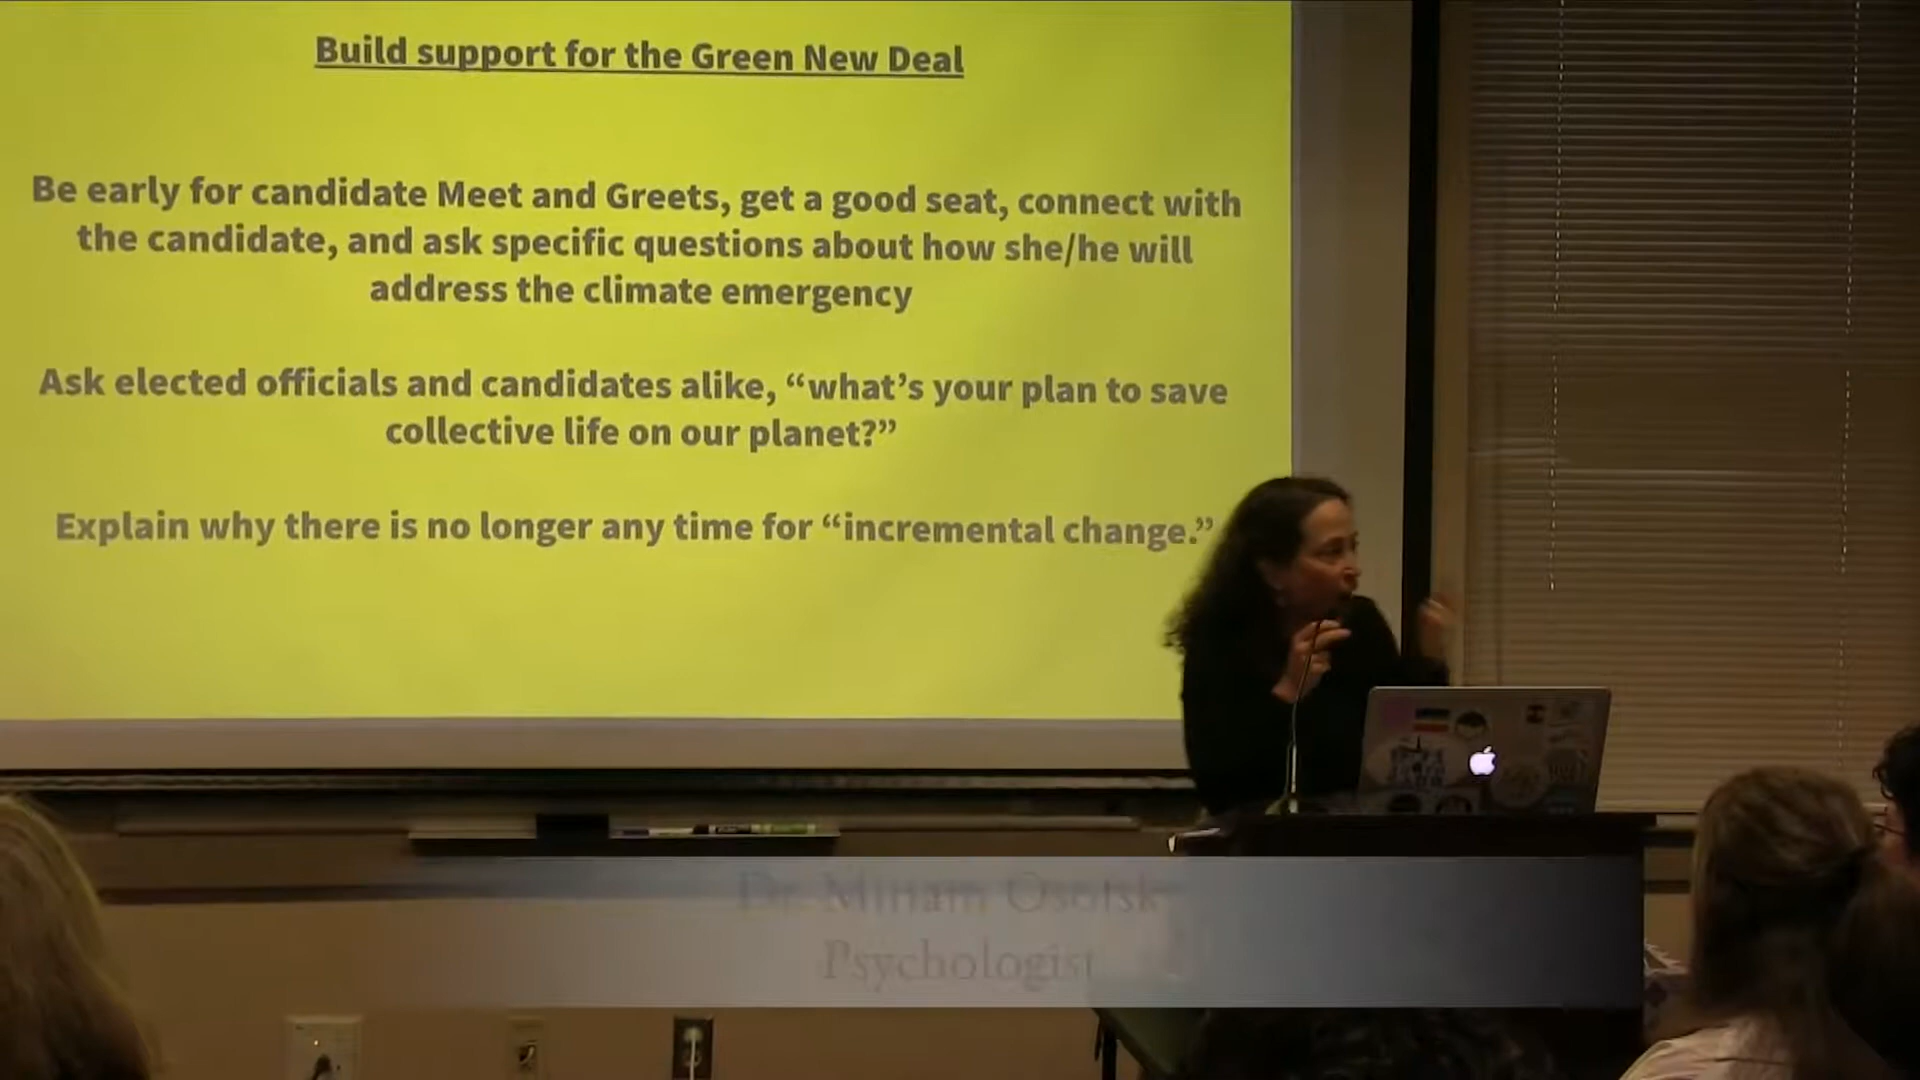 Build support for the Green New Deal
Be early for candidate Meet and Greets, get a good seat, connect with
the candidate, and ask specific questions about how she/he will
address the climate emergency
Ask elected officials and candidates alike, “what’s your plan to save
collective life on our planet?”
Explain why there is no longer any time for “incremental change.”
Dr. Miriam
Psychologist